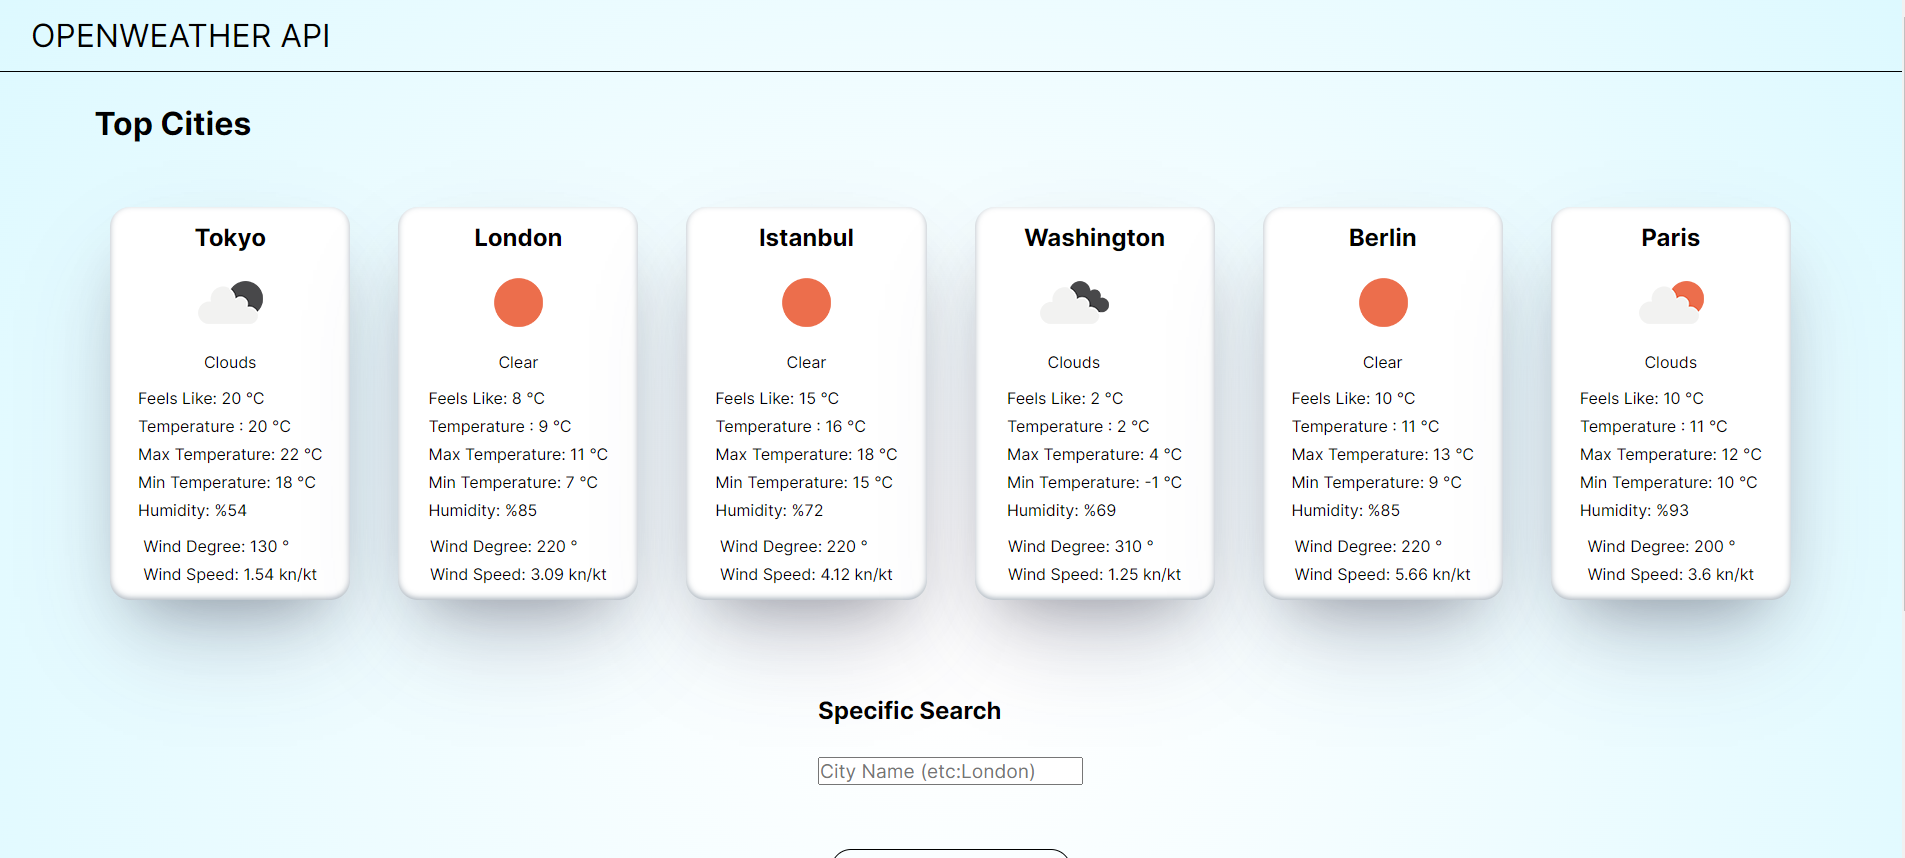 OPENWEATHER API
Top Cities
Tokyo
Clouds
Feels Like: 20 °C
Temperature : 20 °C
Max Temperature: 22 °C
Min Temperature: 18 °C
Humidity: %54
Wind Degree: 130 °
Wind Speed: 1.54 kn/kt
London
Clear
Feels Like: 8 °C
Temperature : 9 °C
Max Temperature: 11 °C
Min Temperature: 7 °C
Humidity: %85
Wind Degree: 220 °
Wind Speed: 3.09 kn/kt
Istanbul
Clear
Feels Like: 15 °C
Temperature : 16 °C
Max Temperature: 18 °C
Min Temperature: 15 °C
Humidity: %72
Wind Degree: 220 °
Wind Speed: 4.12 kn/kt
Washington
Clouds
Feels Like: 2 °C
Temperature : 2 °C
Max Temperature: 4 °C
Min Temperature: -1 °C
Humidity: %69
Wind Degree: 310 °
Wind Speed: 1.25 kn/kt
Berlin
Clear
Feels Like: 10 °C
Temperature : 11 °C
Max Temperature: 13 °C
Min Temperature: 9 °C
Humidity: %85
Wind Degree: 220 °
Wind Speed: 5.66 kn/kt
Paris
Clouds
Feels Like: 10 °C
Temperature : 11 °C
Max Temperature: 12 °C
Min Temperature: 10 °C
Humidity: %93
Wind Degree: 200 °
Wind Speed: 3.6 kn/kt
Specific Search
City Name (etc:London)